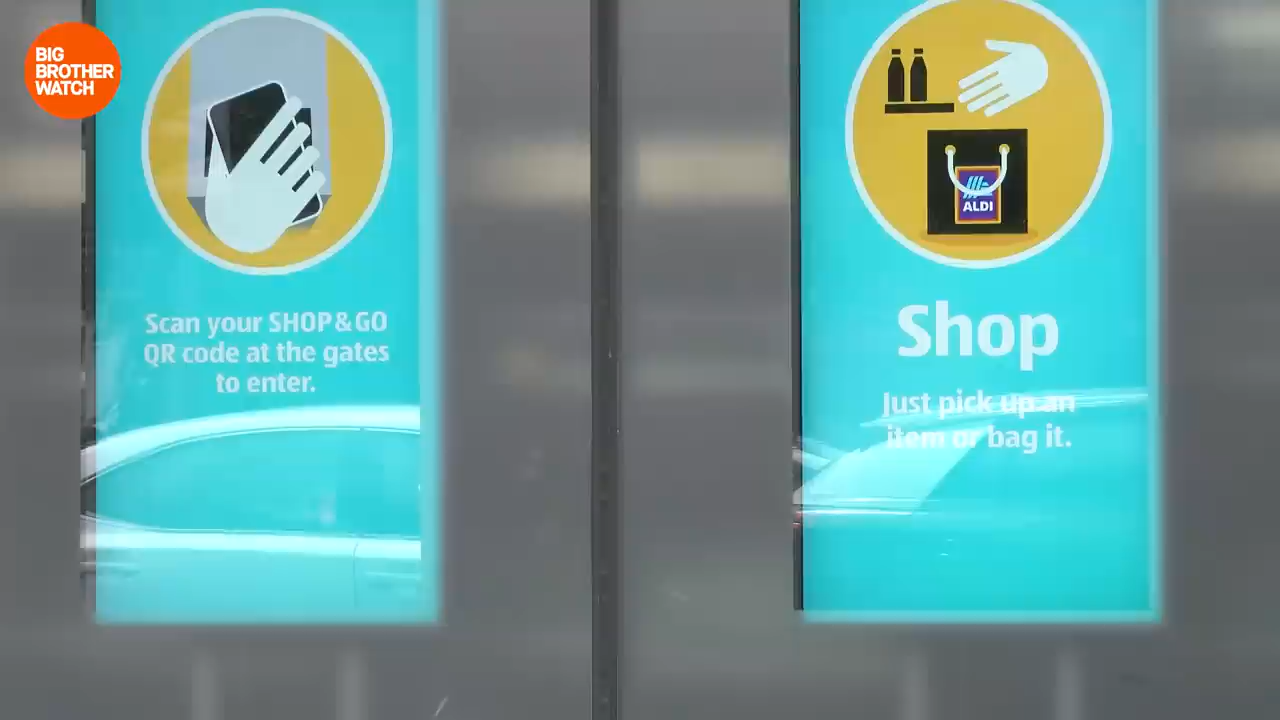 BIG
BROTHER
WATCH
Scan your SHOP&GO
QR code at the gates
to enter.
ALDI
Shop
Just pick up an
item or bag it.